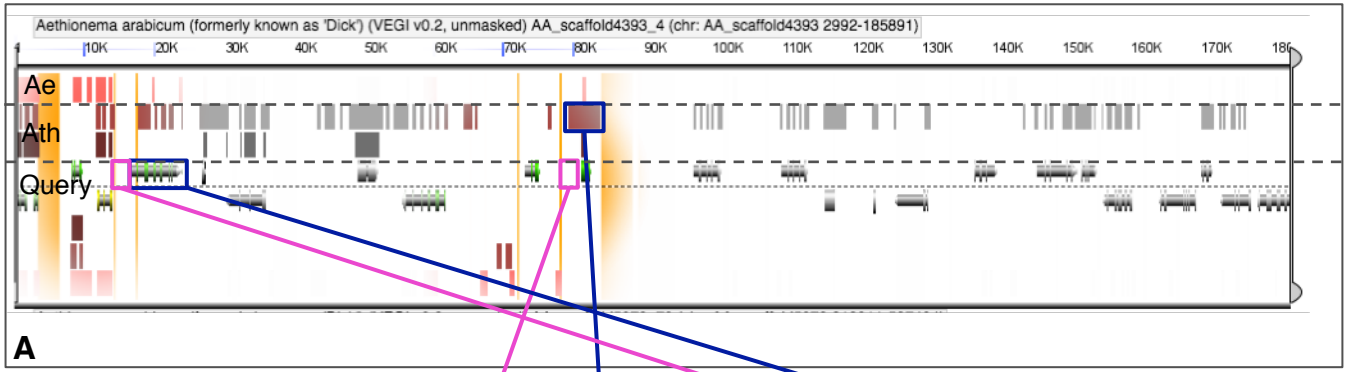 Aethionema arabicum (formerly known as 'Dick') (VEGI v0.2, unmasked) AA_scaffold4393_4 (chr: AA_scaffold4393 2992-185891)
10K 20K 30K 40K 50K 60K 70K 80K 90K 100K 110K 120K 130K 140K 150K 160K 170K
Ae
Ath
Query
A